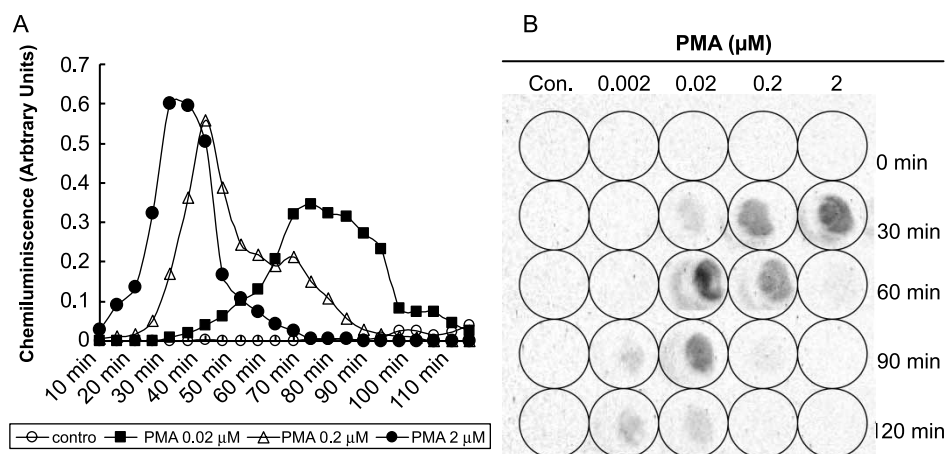 A
Chemiluminiscence (Arbtrary Units)
0.7
0.6
0.5
0.4
0.3
0.2
0.1
0
10 min
20 min
30 min
40 min
50 min
60 min
70 min
80 min
90 min
100 min
110 min
contro
PMA 0.02 μM
PMA 0.2 μM
PMA 2 μM
B
PMA (μM)
Con. 0.002 0.02 0.2 2
0 min
30 min
60 min
90 min
120 min